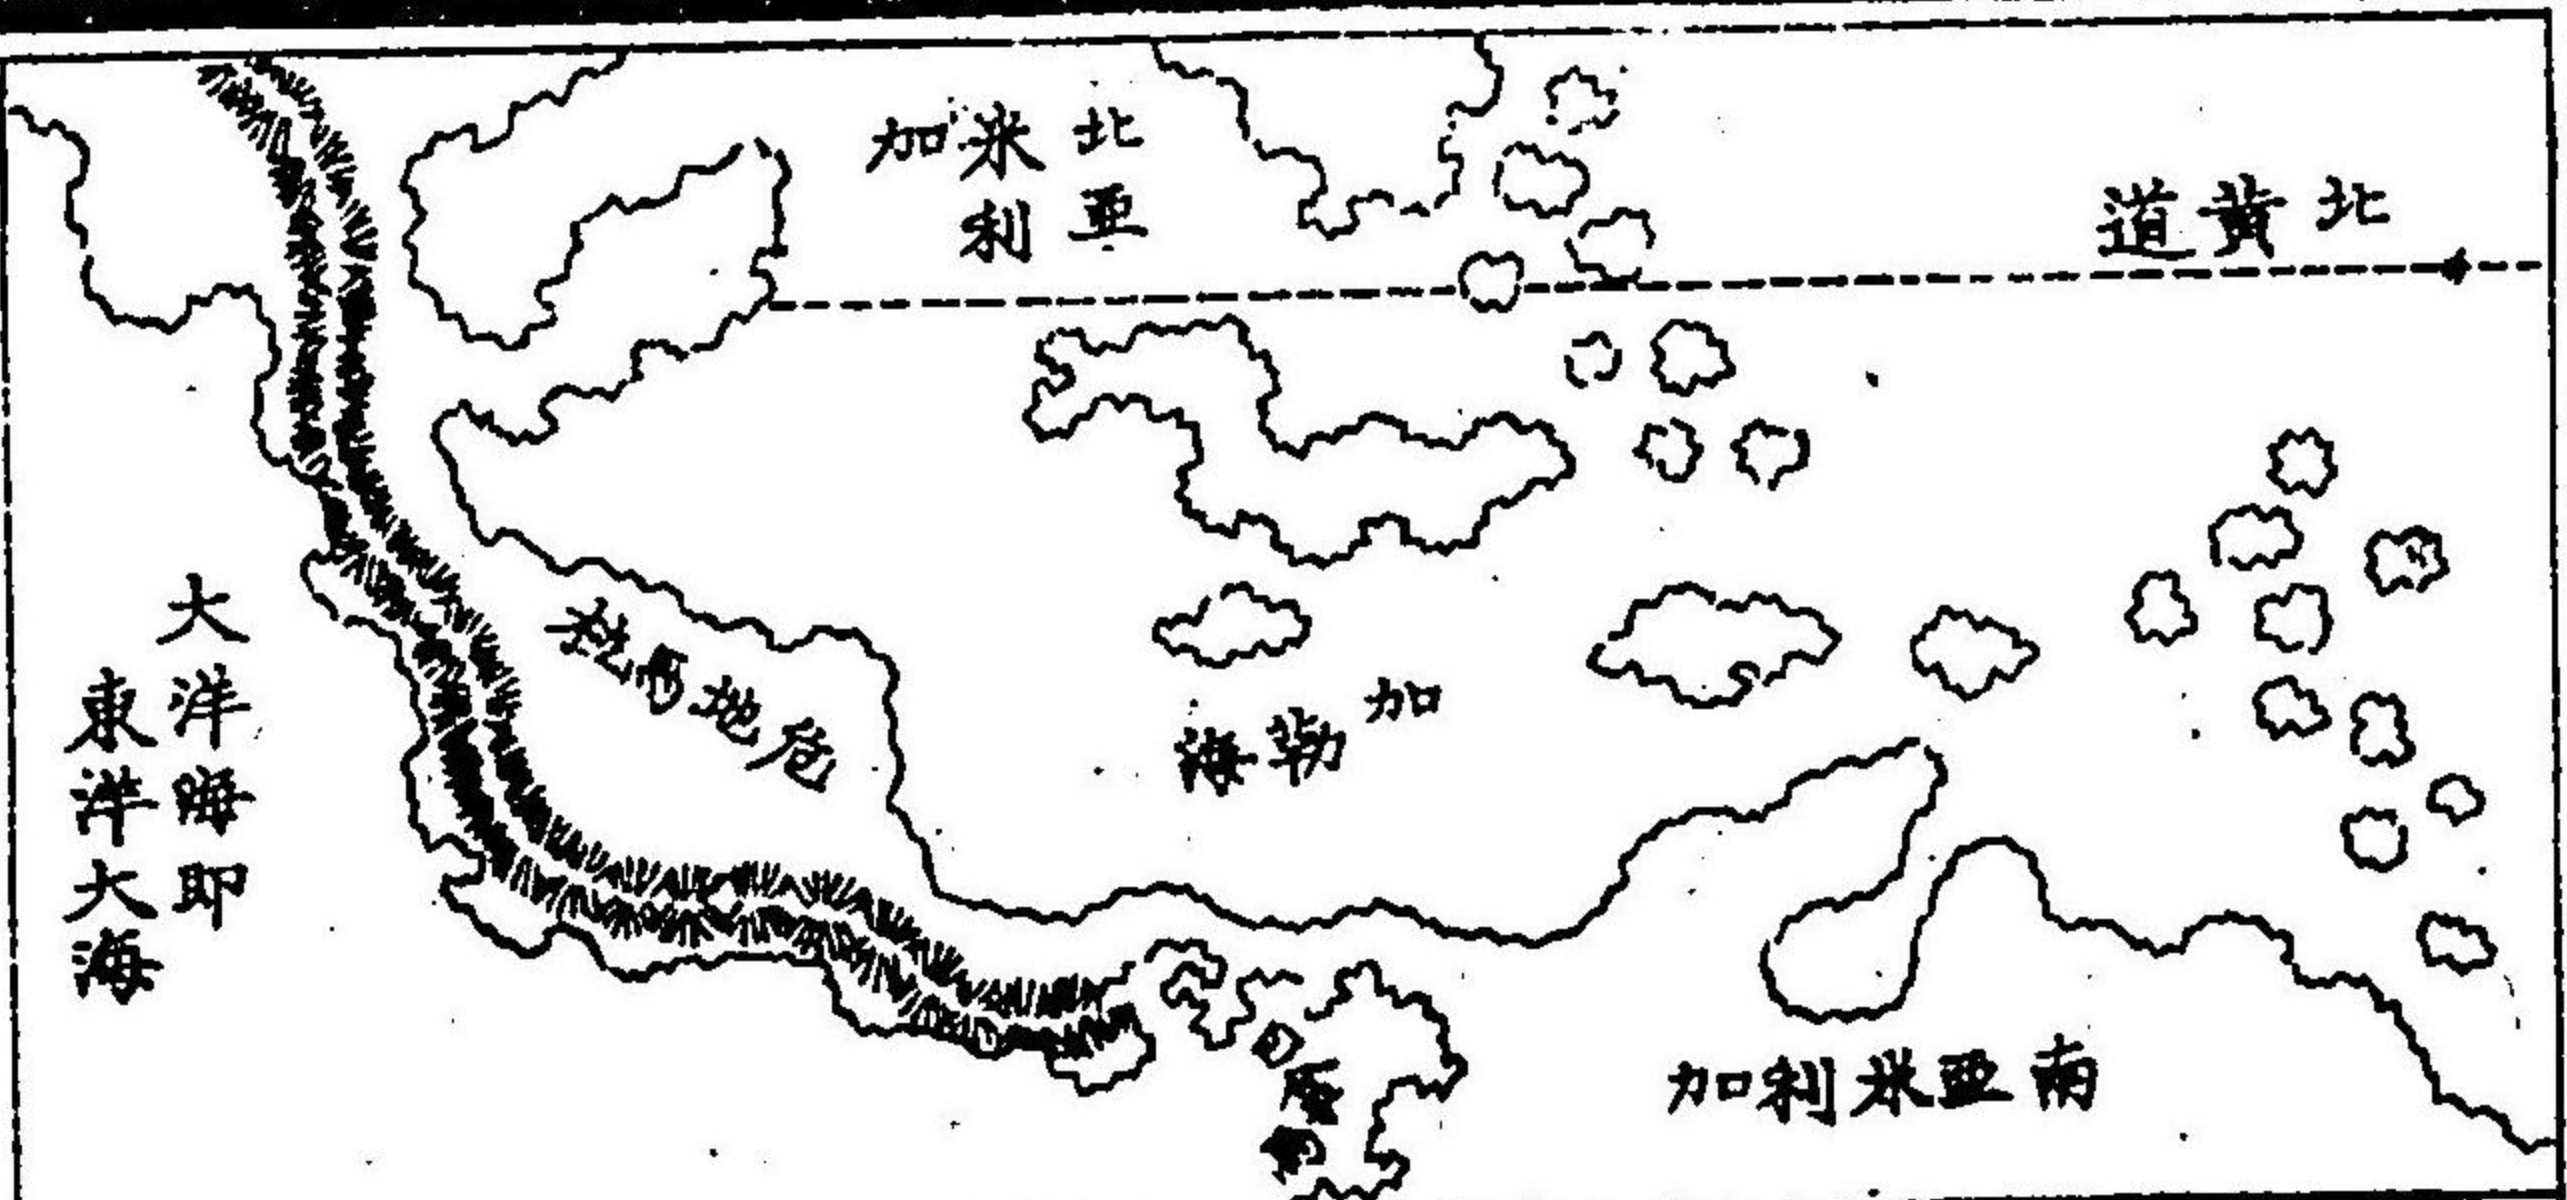 北黃道
北亞米利加
大洋海即
東洋大海
危地馬拉
加勒海
南亞米利加